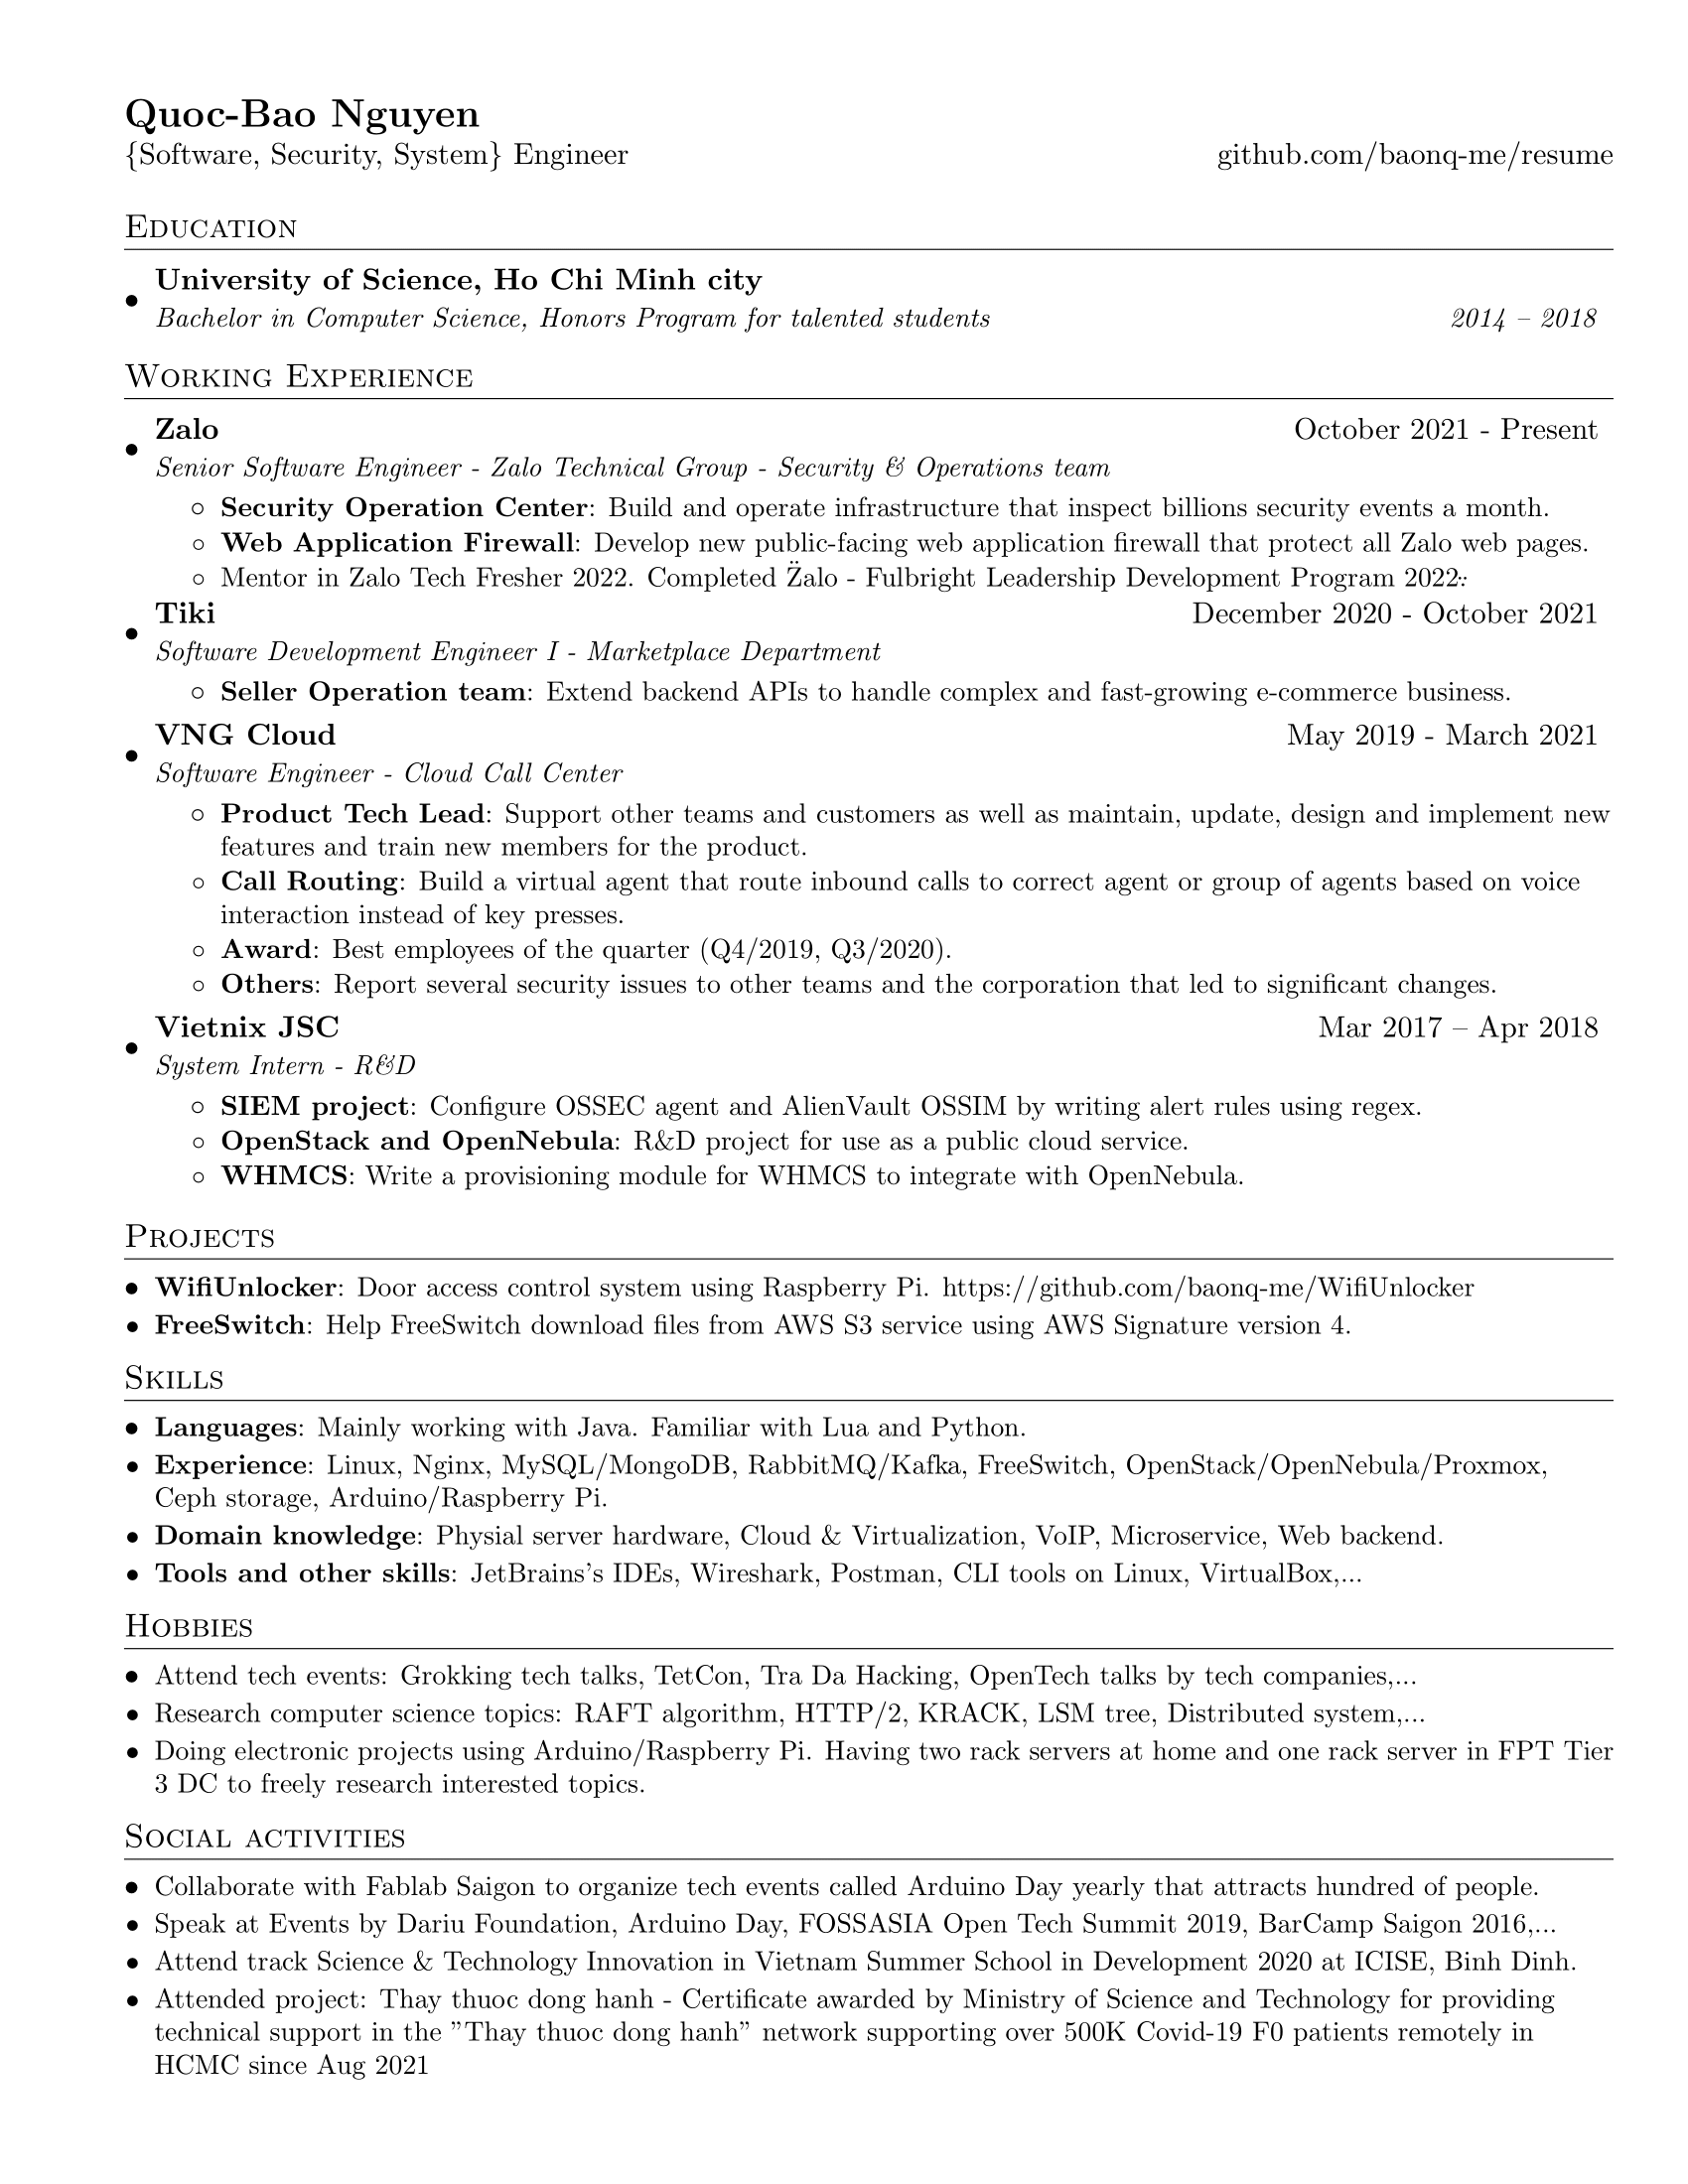 Quoc-Bao Nguyen
{Software, Security, System} Engineer github.com/baonq-me/resume
Education
• University of Science, Ho Chi Minh city
Bachelor in Computer Science, Honors Program for talented students 2014 – 2018
Working Experience
• Zalo October 2021 - Present
Senior Software Engineer - Zalo Technical Group - Security & Operations team
◦ Security Operation Center: Build and operate infrastructure that inspect billions security events a month.
◦ Web Application Firewall: Develop new public-facing web application firewall that protect all Zalo web pages.
◦ Mentor in Zalo Tech Fresher 2022. Completed Z̈alo - Fulbright Leadership Development Program 2022.̈
• Tiki December 2020 - October 2021
Software Development Engineer I - Marketplace Department
◦ Seller Operation team: Extend backend APIs to handle complex and fast-growing e-commerce business.
• VNG Cloud May 2019 - March 2021
Software Engineer - Cloud Call Center
◦ Product Tech Lead: Support other teams and customers as well as maintain, update, design and implement new
features and train new members for the product.
◦ Call Routing: Build a virtual agent that route inbound calls to correct agent or group of agents based on voice
interaction instead of key presses.
◦ Award: Best employees of the quarter (Q4/2019, Q3/2020).
◦ Others: Report several security issues to other teams and the corporation that led to significant changes.
• Vietnix JSC Mar 2017 – Apr 2018
System Intern - R&D
◦ SIEM project: Configure OSSEC agent and AlienVault OSSIM by writing alert rules using regex.
◦ OpenStack and OpenNebula: R&D project for use as a public cloud service.
◦ WHMCS: Write a provisioning module for WHMCS to integrate with OpenNebula.
Projects
• WifiUnlocker: Door access control system using Raspberry Pi. https://github.com/baonq-me/WifiUnlocker
• FreeSwitch: Help FreeSwitch download files from AWS S3 service using AWS Signature version 4.
Skills
• Languages: Mainly working with Java. Familiar with Lua and Python.
• Experience: Linux, Nginx, MySQL/MongoDB, RabbitMQ/Kafka, FreeSwitch, OpenStack/OpenNebula/Proxmox,
Ceph storage, Arduino/Raspberry Pi.
• Domain knowledge: Physial server hardware, Cloud & Virtualization, VoIP, Microservice, Web backend.
• Tools and other skills: JetBrains’s IDEs, Wireshark, Postman, CLI tools on Linux, VirtualBox,...
Hobbies
• Attend tech events: Grokking tech talks, TetCon, Tra Da Hacking, OpenTech talks by tech companies,...
• Research computer science topics: RAFT algorithm, HTTP/2, KRACK, LSM tree, Distributed system,...
• Doing electronic projects using Arduino/Raspberry Pi. Having two rack servers at home and one rack server in FPT Tier
3 DC to freely research interested topics.
Social activities
• Collaborate with Fablab Saigon to organize tech events called Arduino Day yearly that attracts hundred of people.
• Speak at Events by Dariu Foundation, Arduino Day, FOSSASIA Open Tech Summit 2019, BarCamp Saigon 2016,...
• Attend track Science & Technology Innovation in Vietnam Summer School in Development 2020 at ICISE, Binh Dinh.
• Attended project: Thay thuoc dong hanh - Certificate awarded by Ministry of Science and Technology for providing
technical support in the ”Thay thuoc dong hanh” network supporting over 500K Covid-19 F0 patients remotely in
HCMC since Aug 2021